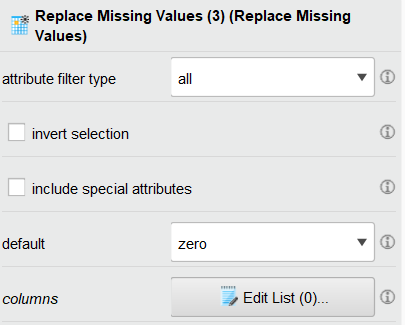 Replace Missing Values (3) (Replace Missing
Values)
attribute filter type all
invert selection
include special attributes
default zero
columns Edit List (0)...